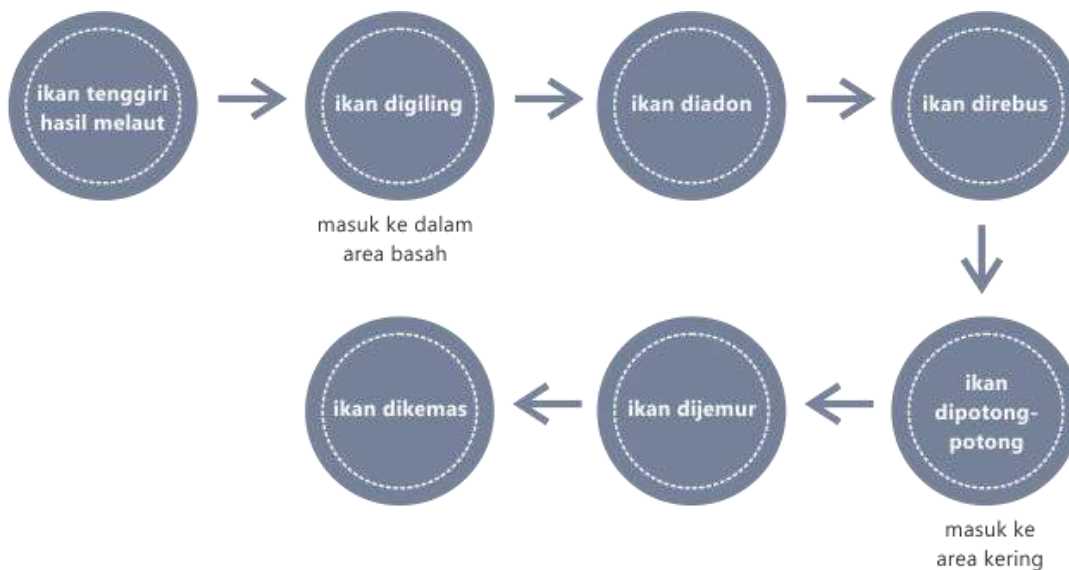 ikan tenggiri
hasil melaut
ikan digiling
masuk ke dalam
area basah
ikan diadon
ikan direbus
ikan
dipotong-
potong
masuk ke
area kering
ikan dijemur
ikan dikemas